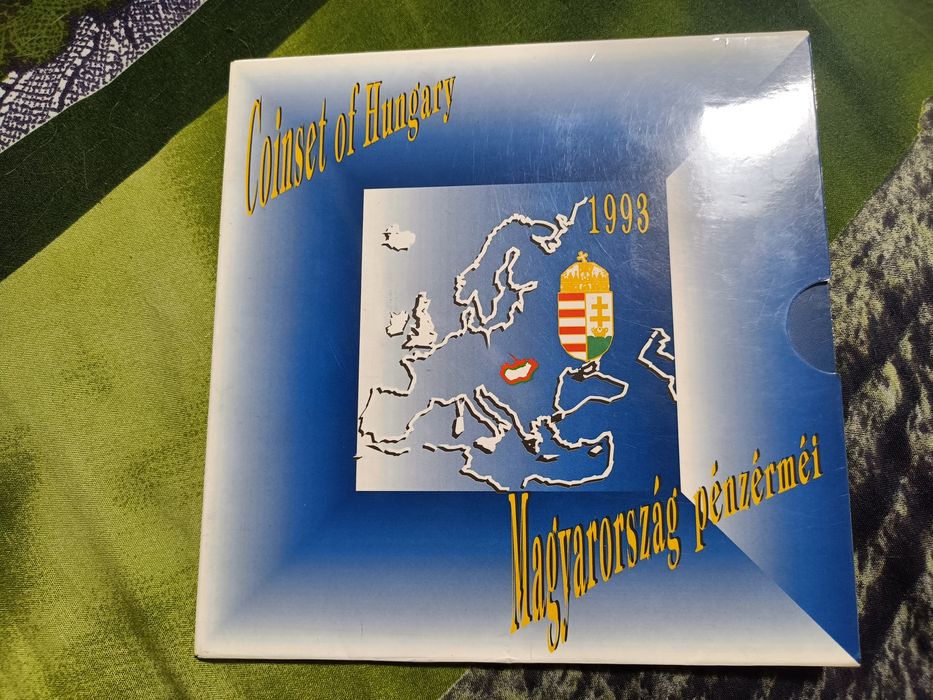 Coinset of Hungary
1993
Magyarország pénzérméi